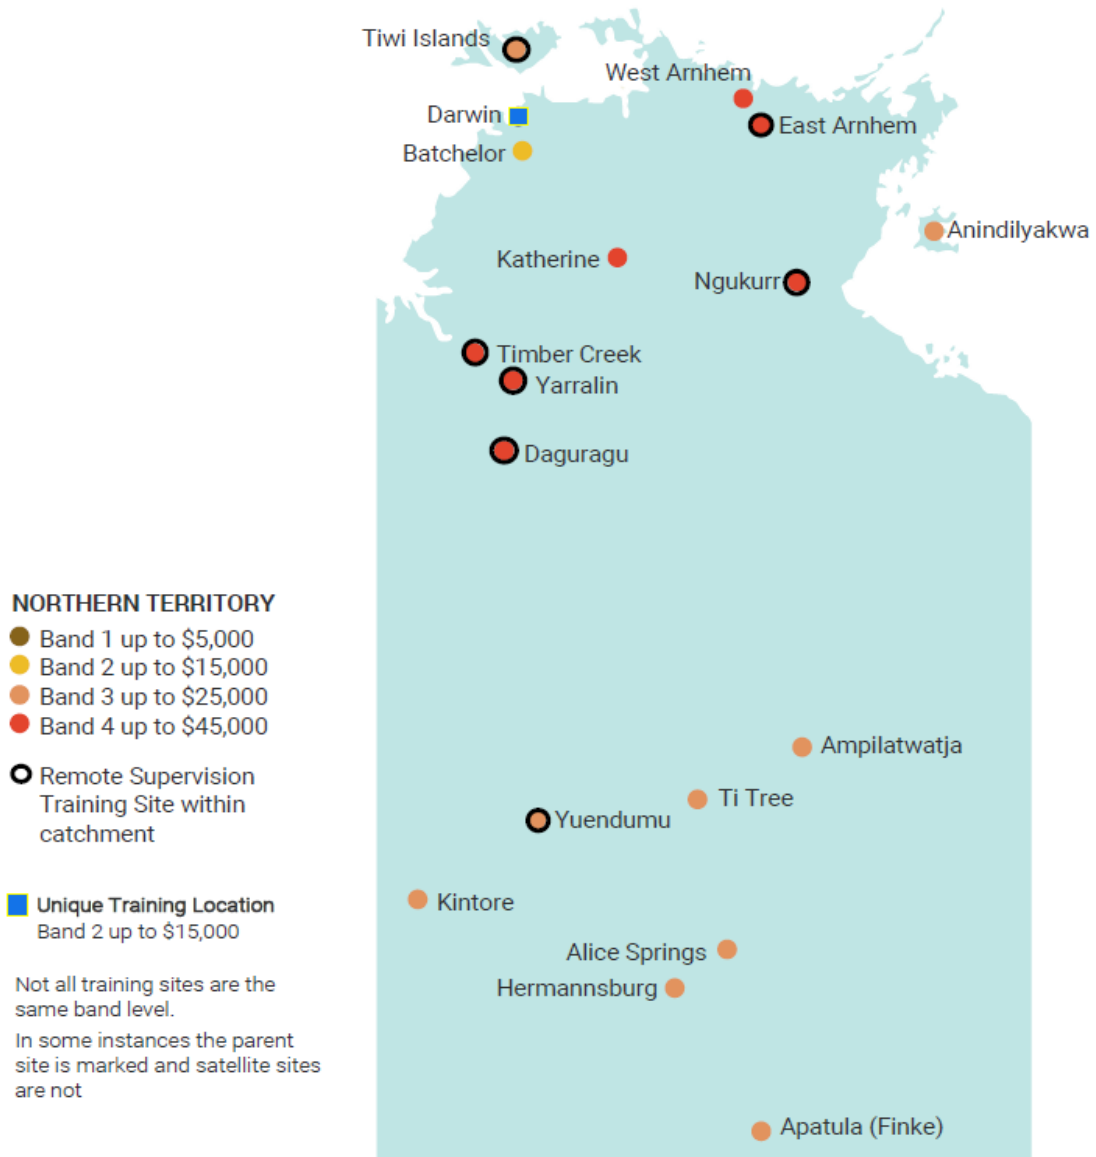 Tiwi Islands
West Arnhem
Darwin
East Arnhem
Batchelor
Anindilyakwa
Katherine
Ngukurr
Timber Creek
Yarralin
Daguragu
NORTHERN TERRITORY
Band 1 up to $5,000
Band 2 up to $15,000
Band 3 up to $25,000
Band 4 up to $45,000
Remote Supervision
Training Site within
catchment
Unique Training Location
Band 2 up to $15,000
Not all training sites are the
same band level.
In some instances the parent
site is marked and satellite sites
are not
Ampilatwatja
Ti Tree
Yuendumu
Kintore
Alice Springs
Hermannsburg
Apatula (Finke)